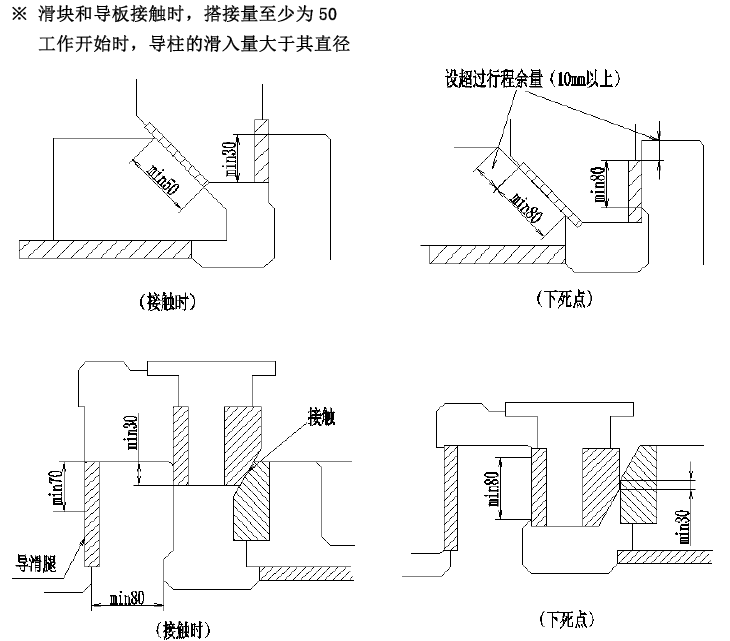 ※ 滑块和导板接触时，搭接量至少为 50
工作开始时，导柱的滑入量大于其直径
设超过行程余量（10mm以上）
min50
min30
min80
min80
（接触时）
（下死点）
min30
接触
min70
导滑腿
min80
（接触时）
min80
min30
（下死点）